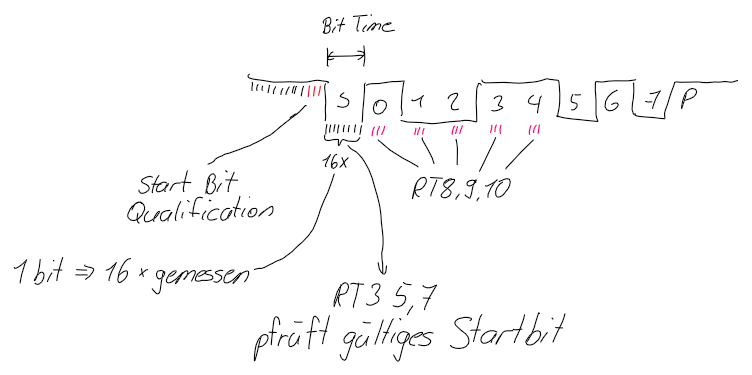 Bit Time
S 0 1 2 3 4 5 6 7 P
16x
Start Bit
Qualification
RT8,9,10
1 bit => 16 x gemessen
RT3 5,7
pfrüft gültiges Startbit